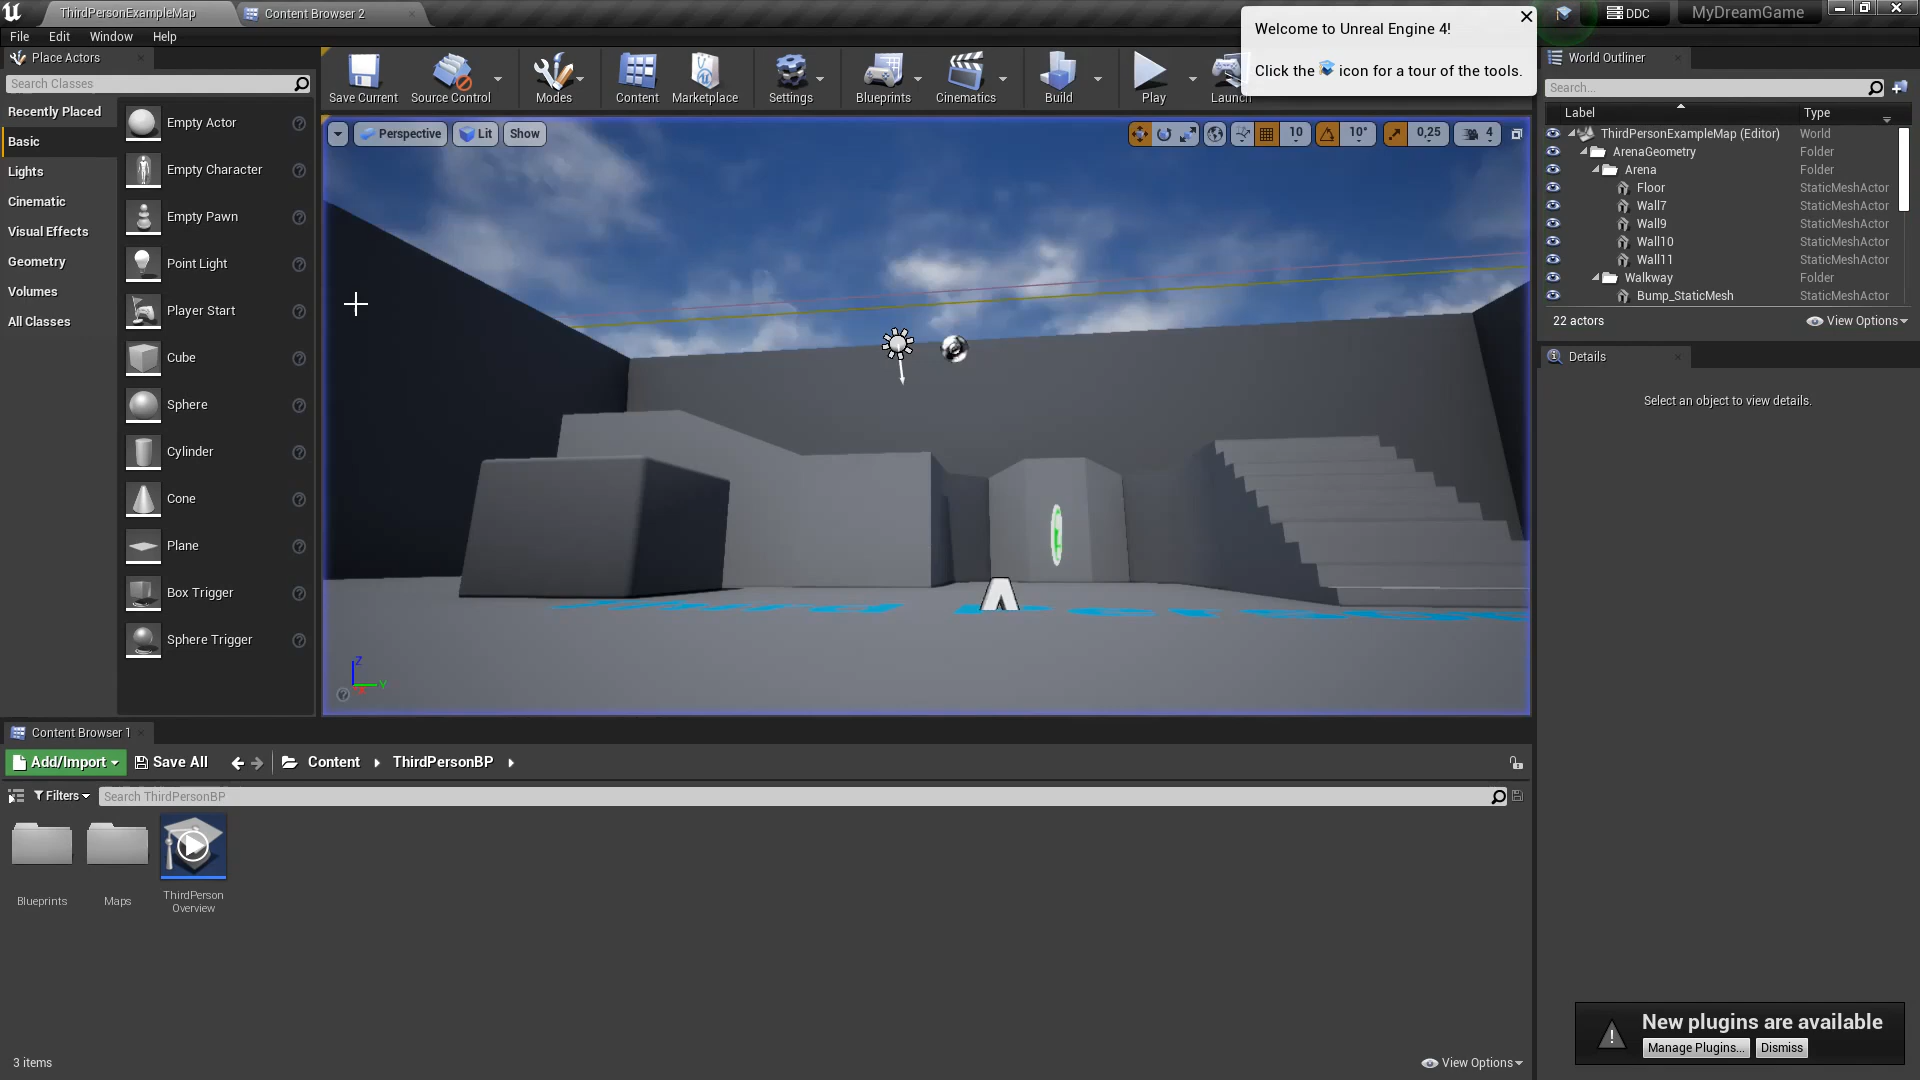 ThirdPersonExampleMap
Content Browser 2
DDC
MyDreamGame
File
Edit
Window
Help
Welcome to Unreal Engine 4!
Click the icon for a tour of the tools.
Place Actors
Search Classes
Recently Placed
Basic
Lights
Cinematic
Visual Effects
Geometry
Volumes
All Classes
Empty Actor
Empty Character
Empty Pawn
Point Light
Player Start
Cube
Sphere
Cylinder
Cone
Plane
Box Trigger
Sphere Trigger
Save Current
Source Control
Modes
Content
Marketplace
Settings
Blueprints
Cinematics
Build
Play
Launch
Perspective
Lit
Show
10
10°
0,25
4
Z
Y
X
World Outliner
Search...
Label
Type
ThirdPersonExampleMap (Editor)
World
ArenaGeometry
Folder
Arena
Folder
Floor
StaticMeshActor
Wall7
StaticMeshActor
Wall9
StaticMeshActor
Wall10
StaticMeshActor
Wall11
StaticMeshActor
Walkway
Folder
Bump_StaticMesh
StaticMeshActor
22 actors
View Options
Details
Select an object to view details.
Content Browser 1
Add/Import
Save All
Content
ThirdPersonBP
Filters
Search ThirdPersonBP
Blueprints
Maps
ThirdPerson
Overview
3 items
View Options
New plugins are available
Manage Plugins...
Dismiss